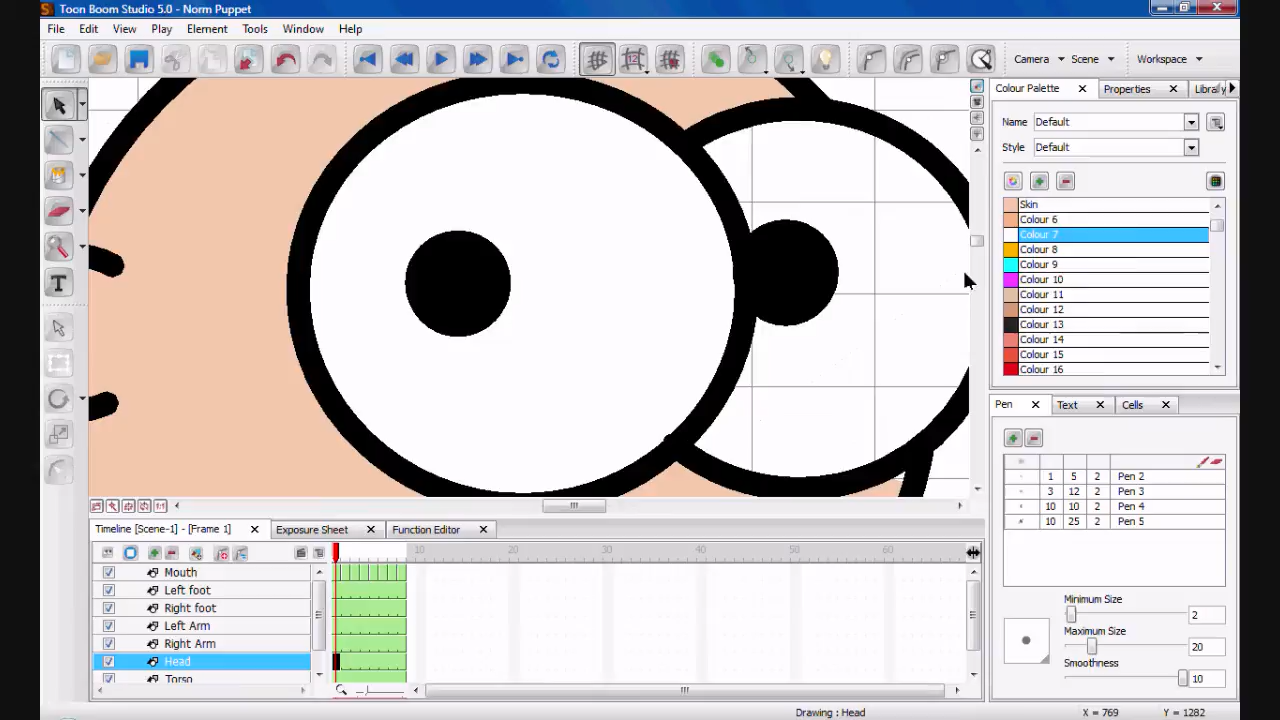 Toon Boom Studio 5.0 - Norm Puppet
File Edit View Play Element Tools Window Help
12
Camera Scene Workspace
Colour Palette Properties Library
Name Default
Style Default
Skin
Colour 6
Colour 7
Colour 8
Colour 9
Colour 10
Colour 11
Colour 12
Colour 13
Colour 14
Colour 15
Colour 16
T
Pen Text Cells
1 5 2 Pen 2
3 12 2 Pen 3
10 10 2 Pen 4
10 25 2 Pen 5
Minimum Size
2
Maximum Size
20
Smoothness
10
1:1
Timeline [Scene-1] - [Frame 1] Exposure Sheet Function Editor
10 20 30 40 50 60
Mouth
Left foot
Right foot
Left Arm
Right Arm
Head
Torso
Drawing : Head X = 769 Y = 1282